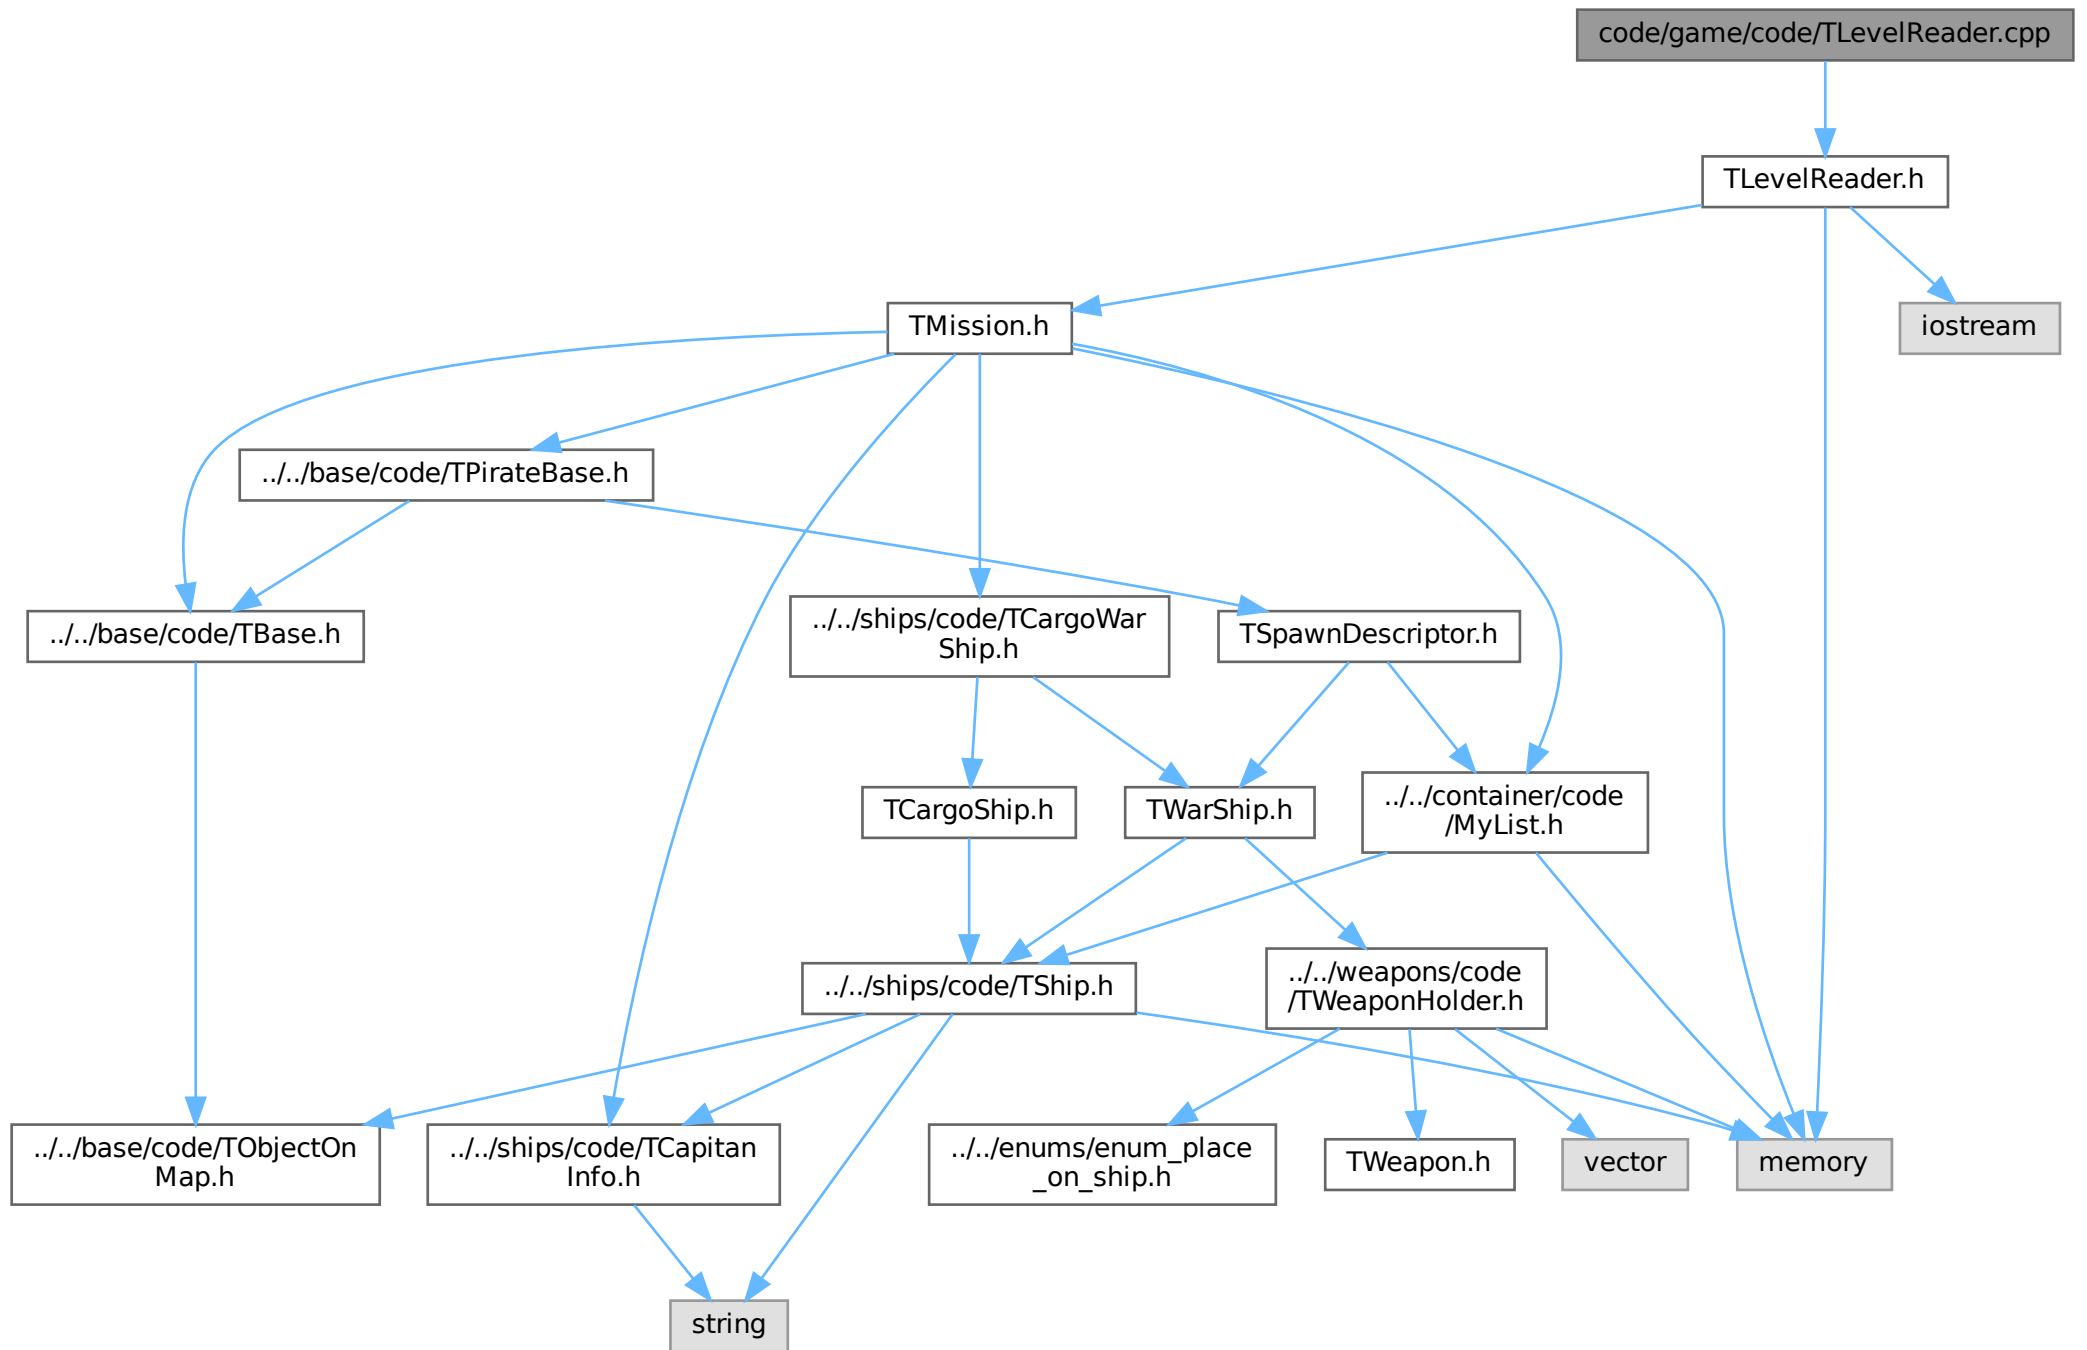 code/game/code/TLevelReader.cpp
TLevelReader.h
TMission.h
iostream
../../base/code/TPirateBase.h
../../base/code/TBase.h
../../ships/code/TCargoWar
Ship.h
TSpawnDescriptor.h
TCargoShip.h
TWarShip.h
../../container/code
/MyList.h
../../ships/code/TShip.h
../../weapons/code
/TWeaponHolder.h
../../base/code/TObjectOn
Map.h
../../ships/code/TCapitan
Info.h
../../enums/enum_place
_on_ship.h
TWeapon.h
vector
memory
string